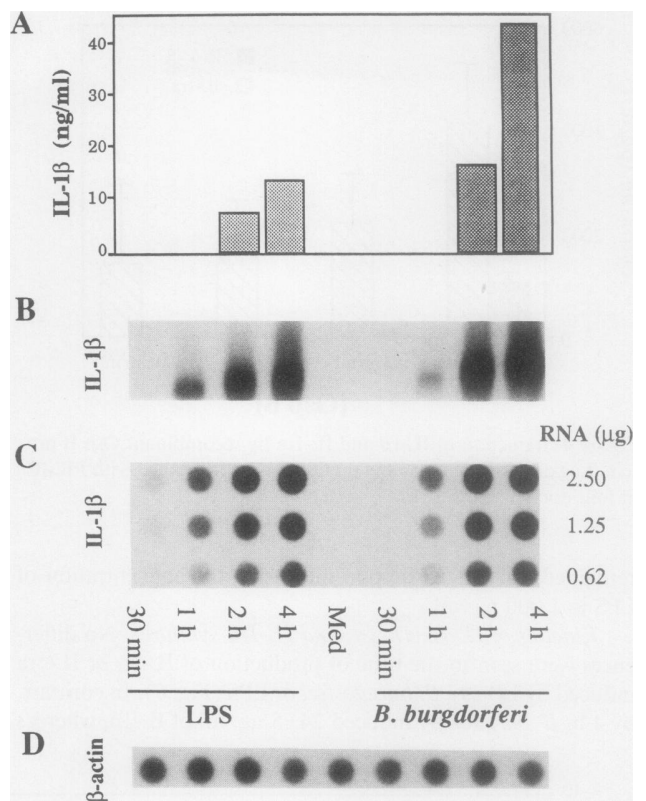 A
IL-1β (ng/ml)
40
30
20
10
0
B
IL-1β
RNA (µg)
C
IL-1β
2.50
1.25
0.62
30 min
1 h
2 h
4 h
Med
30 min
1 h
2 h
4 h
LPS
B. burgdorferi
D
β-actin